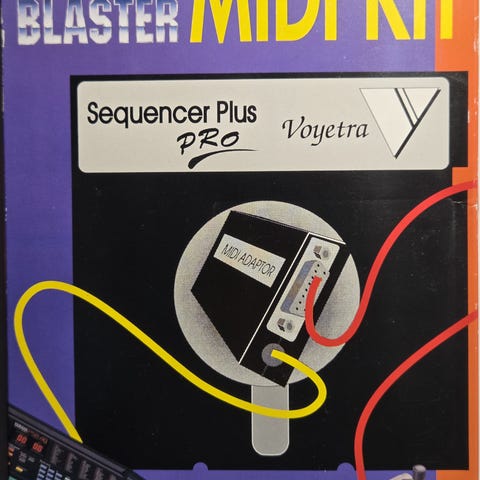 BLASTER MIDI KIT
Sequencer Plus
PRO
Voyetra
MIDI ADAPTOR